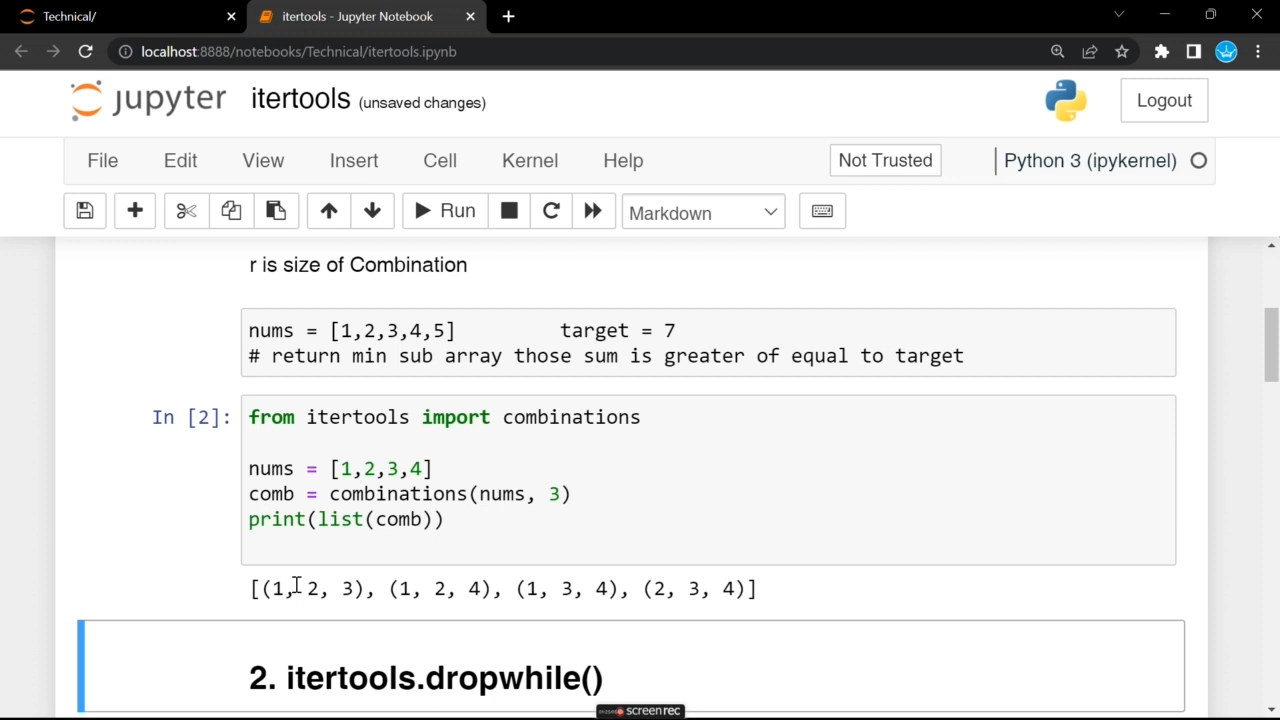 Technical/
itertools - Jupyter Notebook
localhost:8888/notebooks/Technical/itertools.ipynb
jupyter itertools (unsaved changes)
Logout
File Edit View Insert Cell Kernel Help
Not Trusted
Python 3 (ipykernel)
Run
Markdown
r is size of Combination
nums = [1,2,3,4,5] target = 7
# return min sub array those sum is greater of equal to target
In [2]:
from itertools import combinations
nums = [1,2,3,4]
comb = combinations(nums, 3)
print(list(comb))
[(1, 2, 3), (1, 2, 4), (1, 3, 4), (2, 3, 4)]
2. itertools.dropwhile()
screenrec